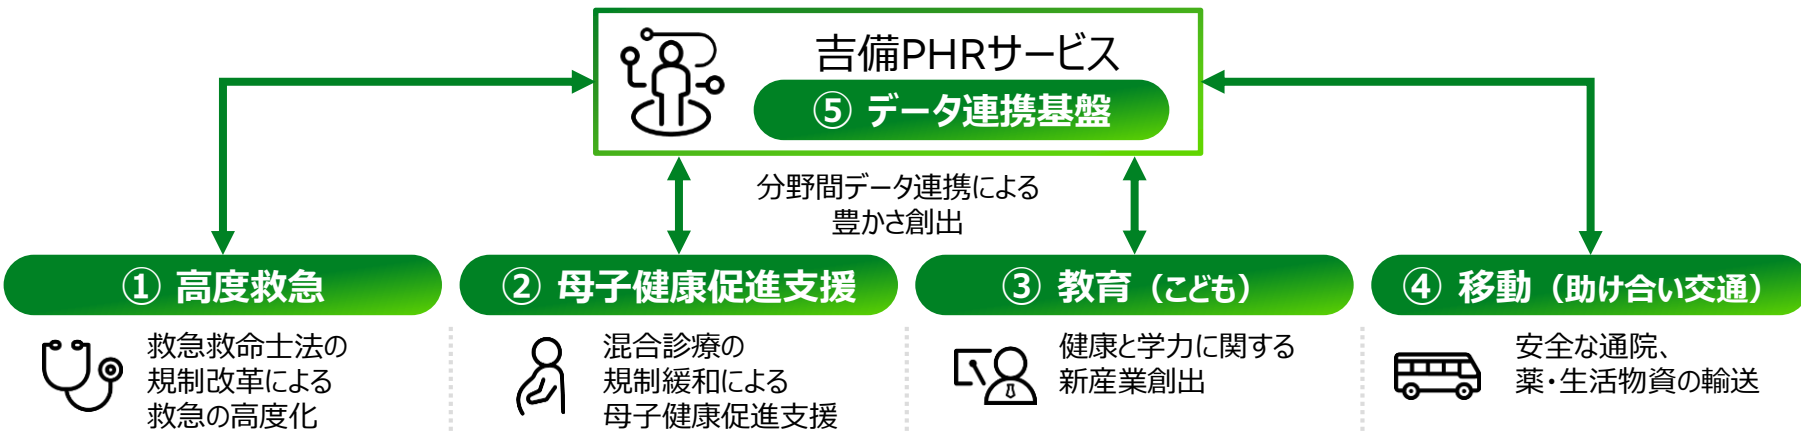 吉備PHRサービス
⑤ データ連携基盤
分野間データ連携による
豊かさ創出
① 高度救急
救急救命士法の
規制改革による
救急の高度化
② 母子健康促進支援
混合診療の
規制緩和による
母子健康促進支援
③ 教育（こども）
健康と学力に関する
新産業創出
④ 移動（助け合い交通）
安全な通院、
薬・生活物資の輸送